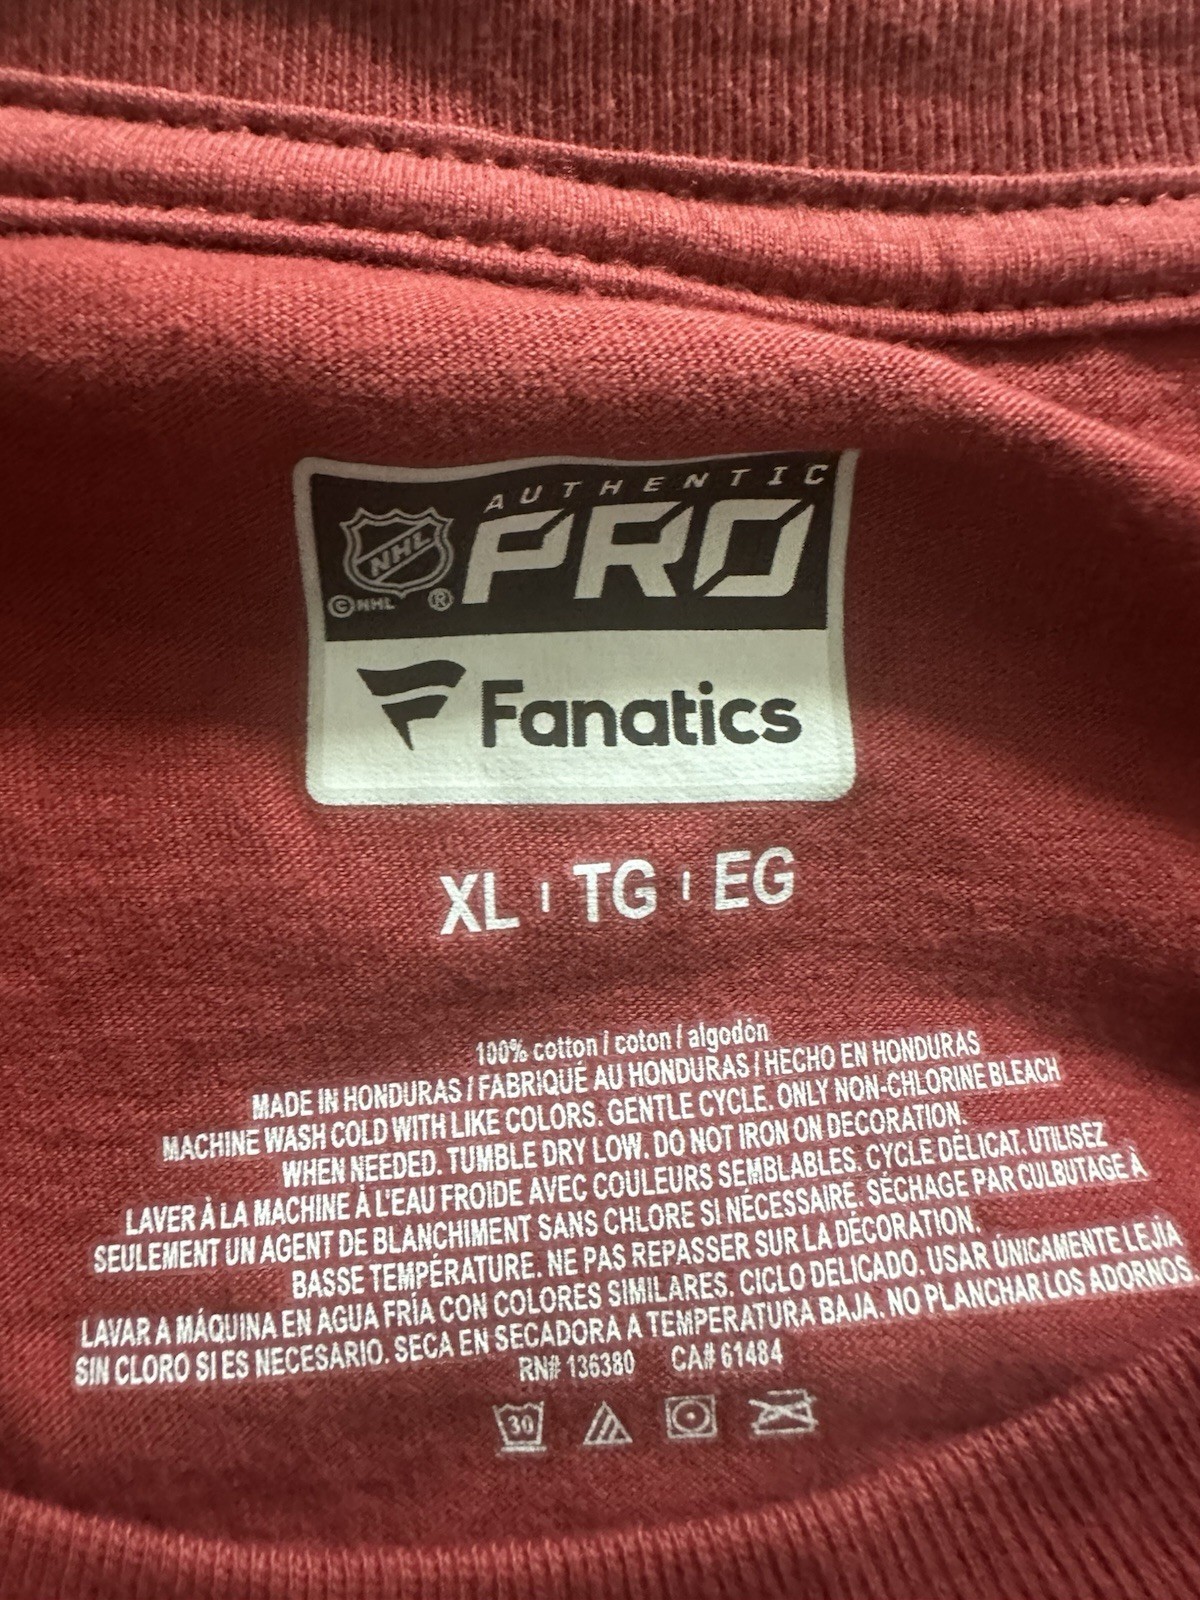 AUTHENTIC
NHL
PRO
©NHL ®
Fanatics
XL | TG | EG
100% cotton / coton / algodón
MADE IN HONDURAS / FABRIQUÉ AU HONDURAS / HECHO EN HONDURAS
MACHINE WASH COLD WITH LIKE COLORS. GENTLE CYCLE. ONLY NON-CHLORINE BLEACH
WHEN NEEDED. TUMBLE DRY LOW. DO NOT IRON ON DECORATION.
LAVER À LA MACHINE À L'EAU FROIDE AVEC COULEURS SEMBLABLES. CYCLE DÉLICAT. UTILISEZ
SEULEMENT UN AGENT DE BLANCHIMENT SANS CHLORE SI NÉCESSAIRE. SÉCHAGE PAR CULBUTAGE À
BASSE TEMPÉRATURE. NE PAS REPASSER SUR LA DÉCORATION.
LAVAR A MÁQUINA EN AGUA FRÍA CON COLORES SIMILARES. CICLO DELICADO. USAR ÚNICAMENTE LEJÍA
SIN CLORO SI ES NECESARIO. SECA EN SECADORA A TEMPERATURA BAJA. NO PLANCHAR LOS ADORNOS
RN# 136380 CA# 61484
30